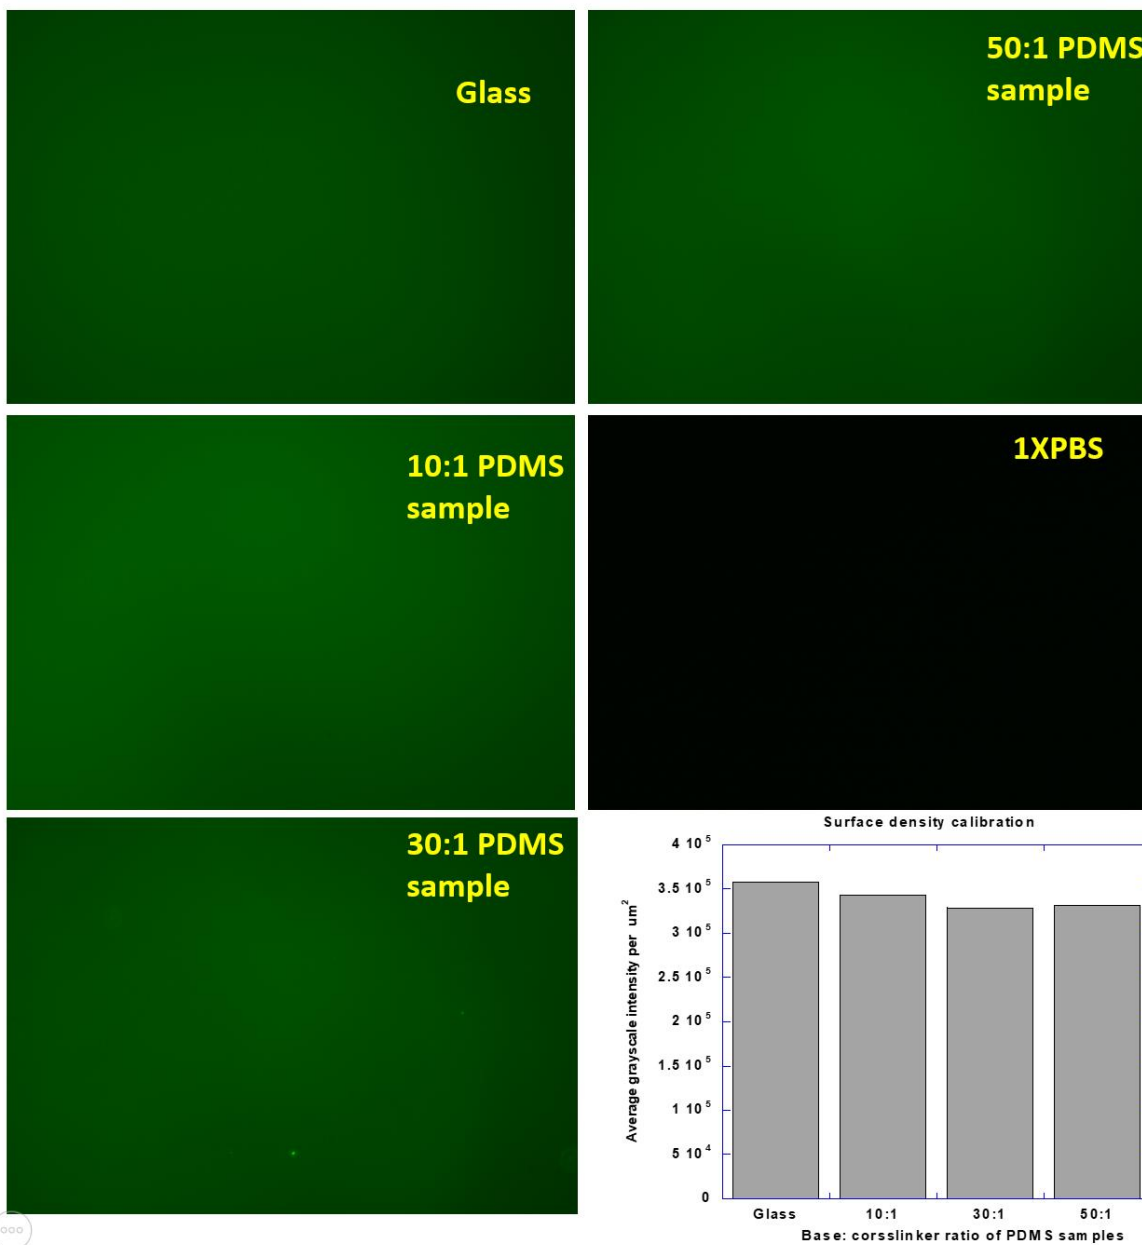 Glass
50:1 PDMS
sample
10:1 PDMS
sample
1XPBS
30:1 PDMS
sample
Surface density calibration
Average grayscale intensity per um²
4 10⁵
3.5 10⁵
3 10⁵
2.5 10⁵
2 10⁵
1.5 10⁵
1 10⁵
5 10⁴
0
Glass 10:1 30:1 50:1
Base: corsslinker ratio of PDMS samples